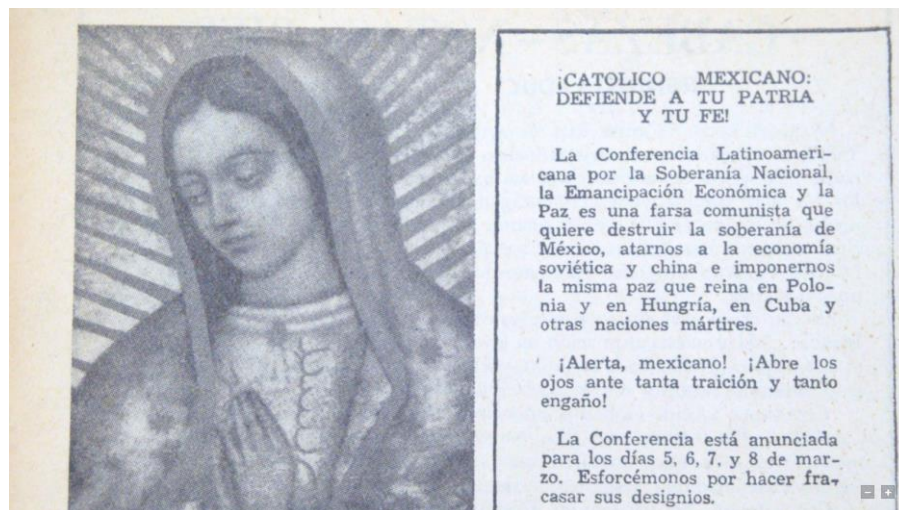 ¡CATOLICO MEXICANO:
DEFIENDE A TU PATRIA
Y TU FE!
La Conferencia Latinoameri-
cana por la Soberanía Nacional,
la Emancipación Económica y la
Paz es una farsa comunista que
quiere destruir la soberanía de
México, atarnos a la economía
soviética y china e imponernos
la misma paz que reina en Polo-
nia y en Hungría, en Cuba y
otras naciones mártires.
¡Alerta, mexicano! ¡Abre los
ojos ante tanta traición y tanto
engaño!
La Conferencia está anunciada
para los días 5, 6, 7, y 8 de mar-
zo. Esforcémonos por hacer fra-
casar sus designios.